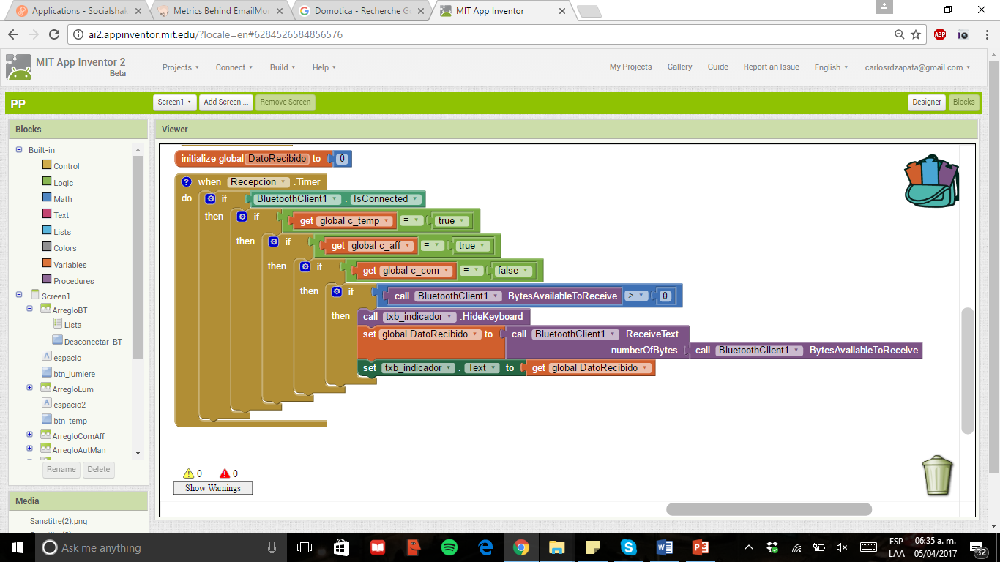 Applications - Socialshak
Metrics Behind EmailMon
Domotica - Recherche G
MIT App Inventor
ai2.appinventor.mit.edu/?locale=en#6284526584856576
ABP
MIT App Inventor 2
Beta
Projects Connect Build Help My Projects Gallery Guide Report an Issue English carlosrdzapata@gmail.com
PP Screen1 Add Screen ... Remove Screen Designer Blocks
Blocks
Built-in
Control
Logic
Math
Text
Lists
Colors
Variables
Procedures
Screen1
ArregloBT
Lista
Desconectar_BT
espacio
btn_lumiere
ArregloLum
espacio2
btn_temp
ArregloComAff
ArregloAutMan
Rename Delete
Media
Sanstitre(2).png
Viewer
initialize global DatoRecibido to 0
? when Recepcion .Timer
do if BluetoothClient1 . IsConnected
then if get global c_temp = true
then if get global c_aff = true
then if get global c_com = false
then if call BluetoothClient1 .BytesAvailableToReceive > 0
then call txb_indicador .HideKeyboard
set global DatoRecibido to call BluetoothClient1 .ReceiveText
numberOfBytes call BluetoothClient1 .BytesAvailableToReceive
set txb_indicador . Text to get global DatoRecibido
0 0
Show Warnings
Ask me anything
ESP 06:35 a. m.
LAA 05/04/2017
32